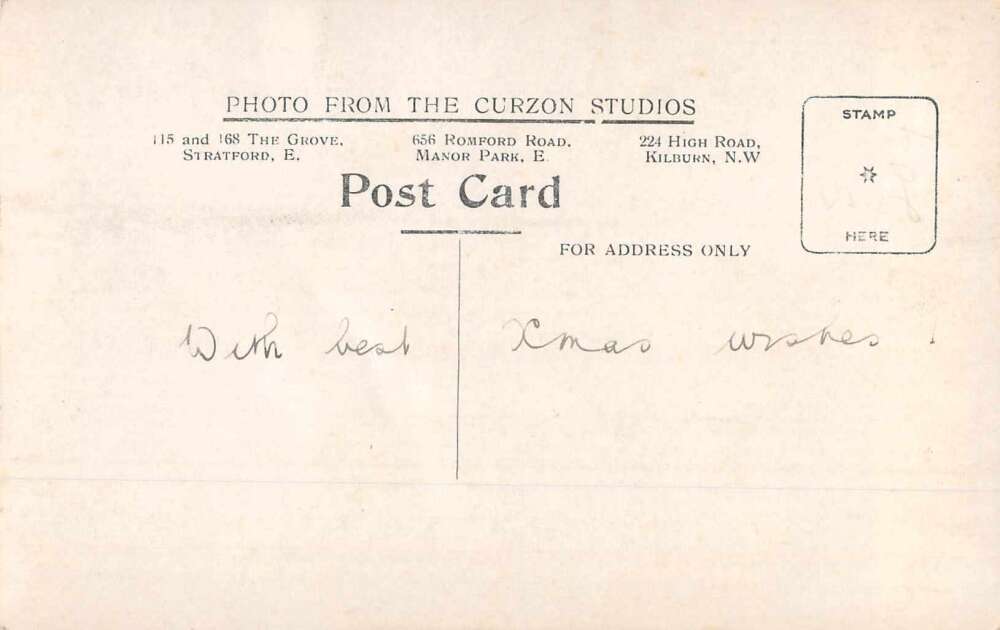 PHOTO FROM THE CURZON STUDIOS
115 and 168 THE GROVE, STRATFORD, E.
656 ROMFORD ROAD, MANOR PARK, E.
224 HIGH ROAD, KILBURN, N.W
Post Card
STAMP
HERE
FOR ADDRESS ONLY
With best Xmas wishes !